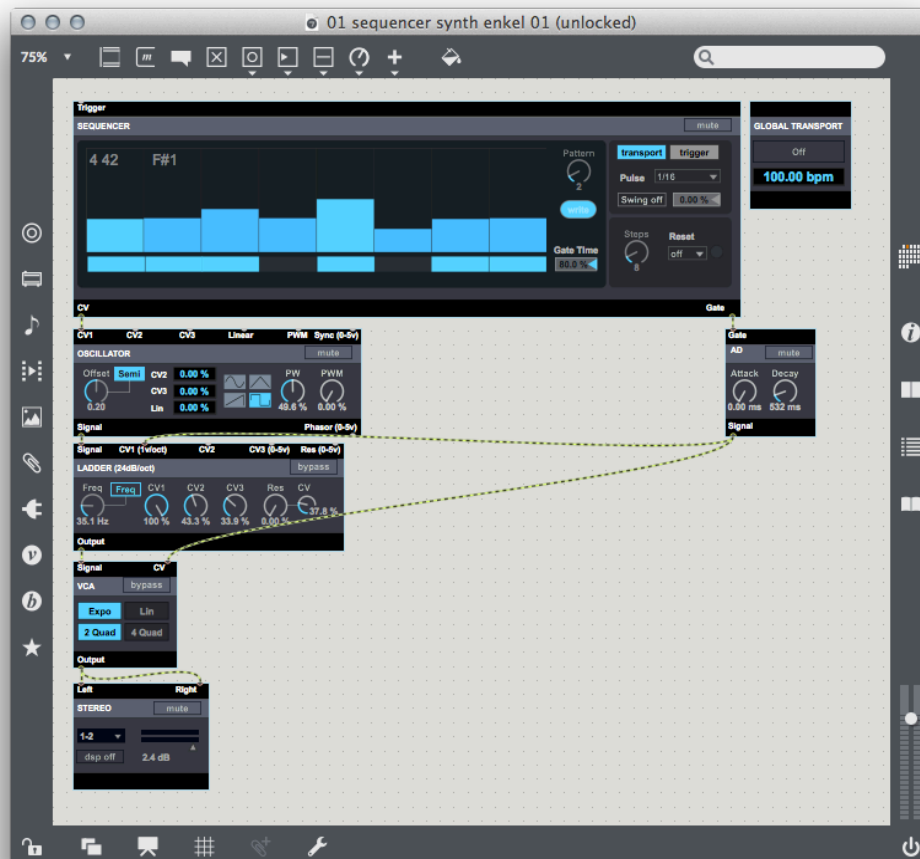 01 sequencer synth enkel 01 (unlocked)
75%
m
Trigger
SEQUENCER mute
4 42 F#1
Pattern
2
write
Gate Time
80.0 %
transport trigger
Pulse 1/16
Swing off 0.00 %
Steps Reset
off
8
CV Gate
GLOBAL TRANSPORT
Off
100.00 bpm
CV1 CV2 CV3 Linear PWM Sync (0-5v)
OSCILLATOR mute
Offset Semi CV2 0.00 % PW PWM
CV3 0.00 %
0.20 Lin 0.00 % 49.6 % 0.00 %
Signal Phasor (0-5v)
Gate
AD mute
Attack Decay
0.00 ms 532 ms
Signal
Signal CV1 (1v/oct) CV2 CV3 (0-5v) Res (0-5v)
LADDER (24dB/oct) bypass
Freq Freq CV1 CV2 CV3 Res CV
35.1 Hz 100 % 43.3 % 33.9 % 0.00 % 37.8 %
Output
Signal CV
VCA bypass
Expo Lin
2 Quad 4 Quad
Output
Left Right
STEREO mute
1-2
dsp off 2.4 dB
v
b
i